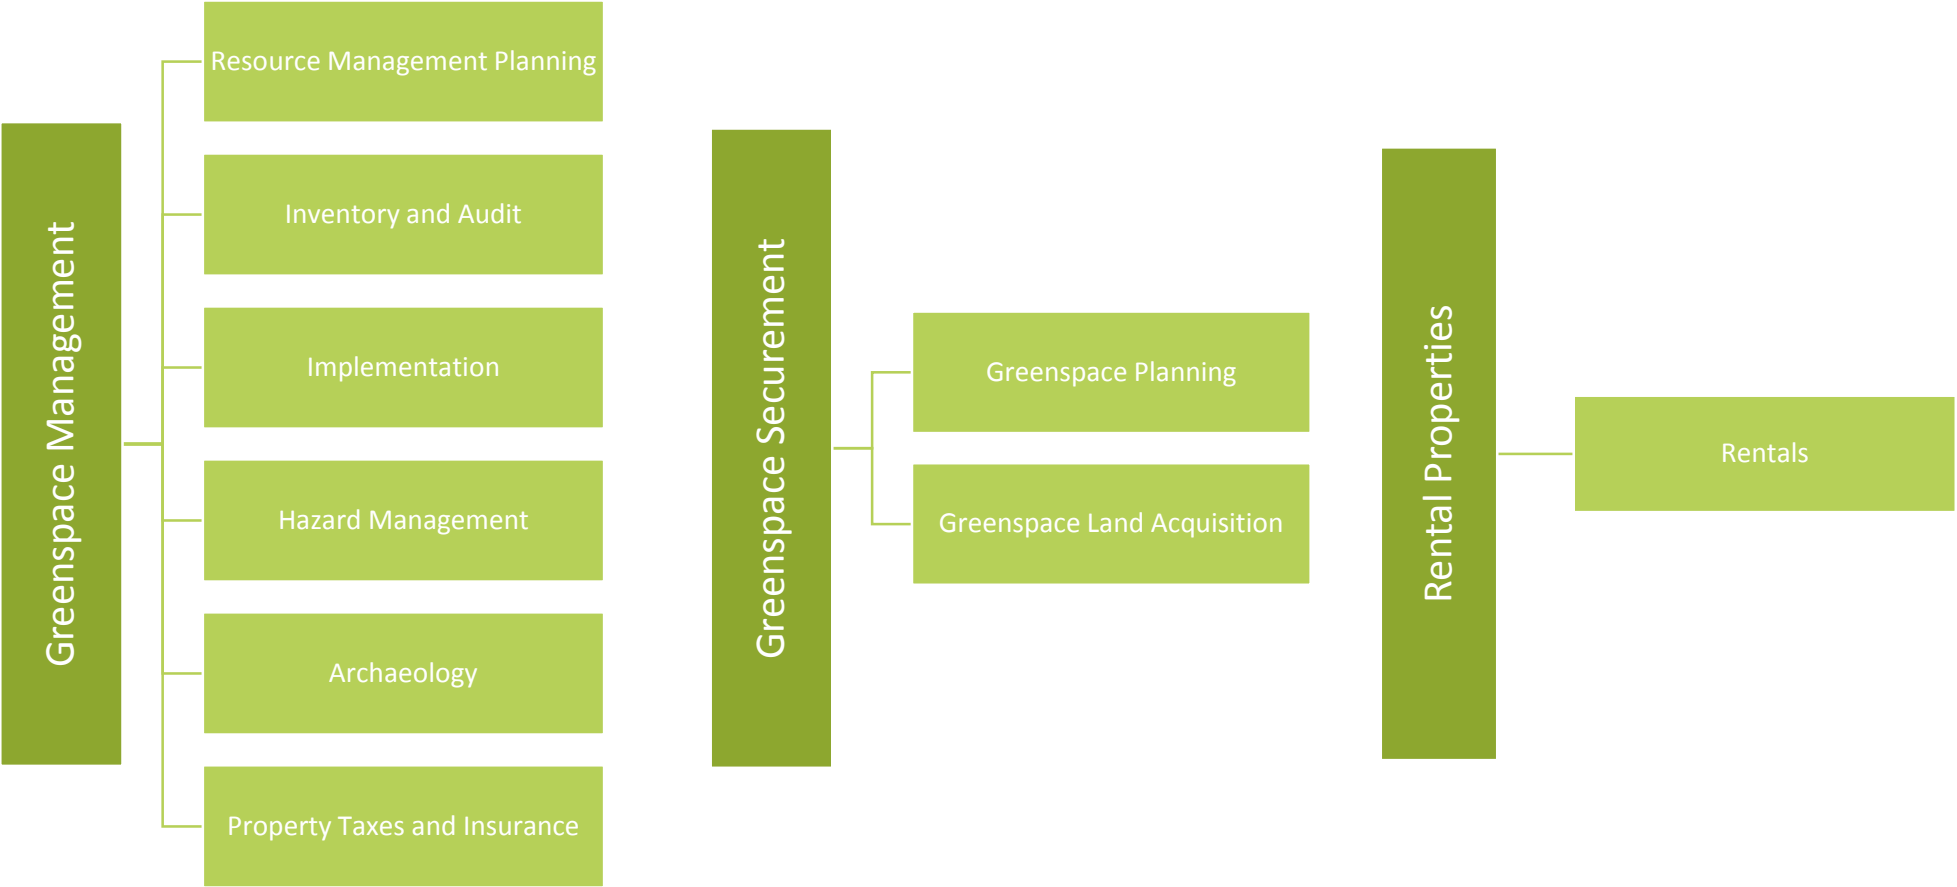 Greenspace Management
Resource Management Planning
Inventory and Audit
Implementation
Hazard Management
Archaeology
Property Taxes and Insurance
Greenspace Securement
Greenspace Planning
Greenspace Land Acquisition
Rental Properties
Rentals